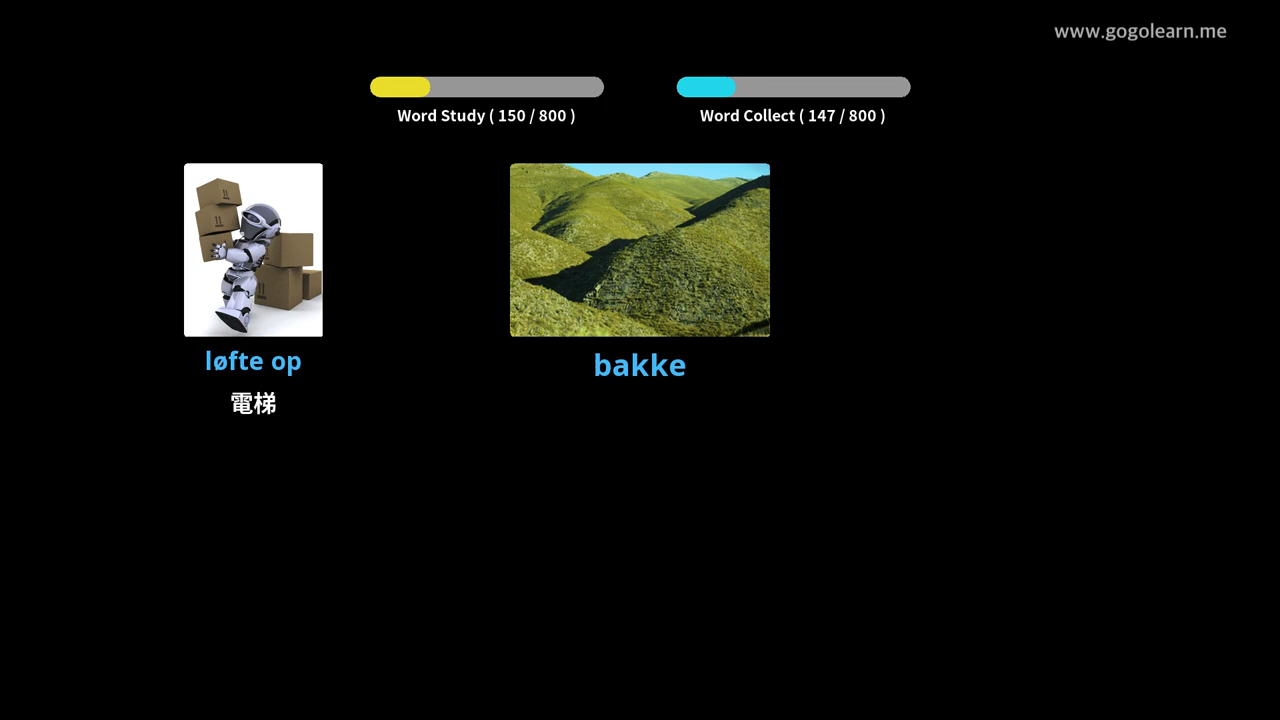 www.gogolearn.me
Word Study ( 150 / 800 )
Word Collect ( 147 / 800 )
løfte op
電梯
bakke